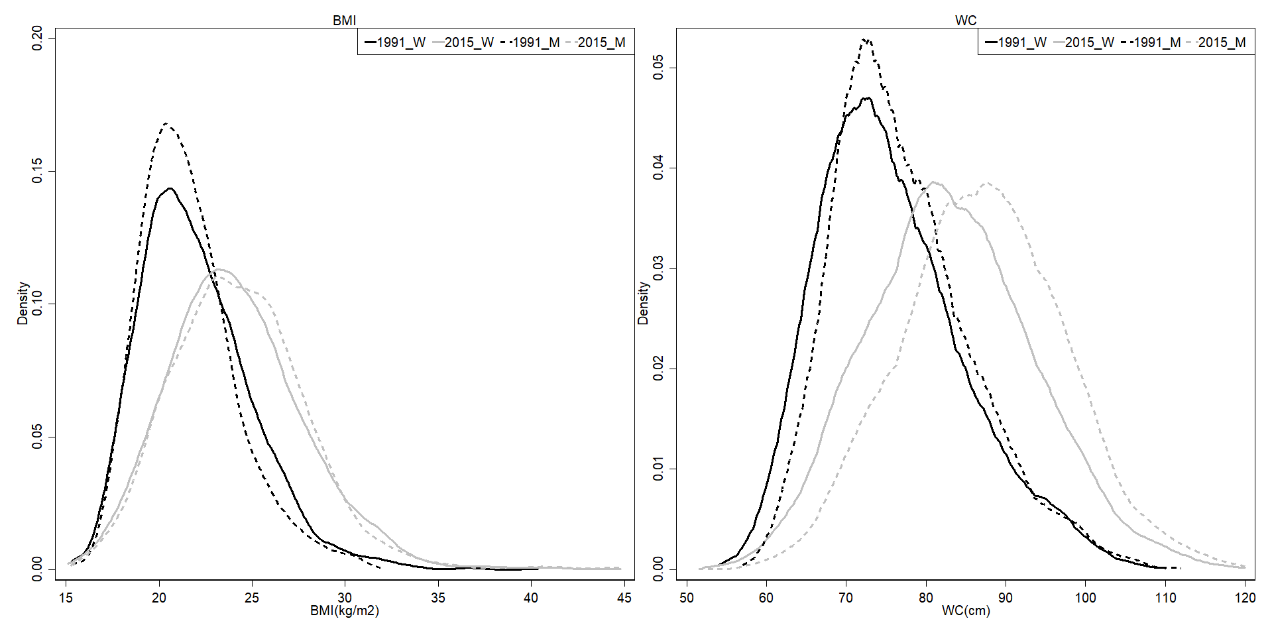 BMI
1991_W 2015_W 1991_M 2015_M
0.20
0.15
0.10
0.05
0.00
Density
15 20 25 30 35 40 45
BMI(kg/m2)
WC
1991_W 2015_W 1991_M 2015_M
0.05
0.04
0.03
0.02
0.01
0.00
Density
50 60 70 80 90 100 110 120
WC(cm)